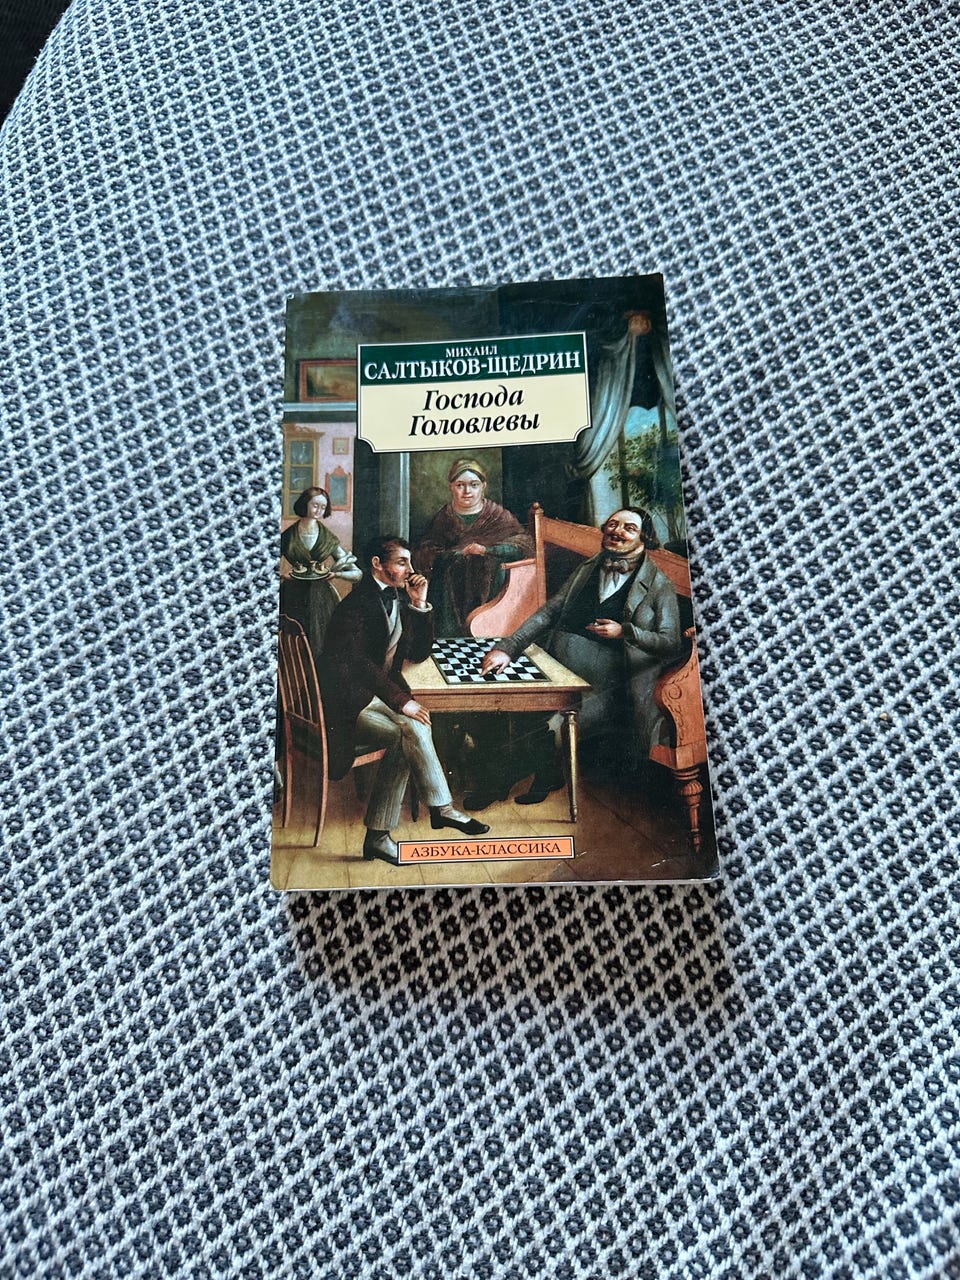 МИХАИЛ
САЛТЫКОВ-ЩЕДРИН
Господа
Головлевы
АЗБУКА-КЛАССИКА